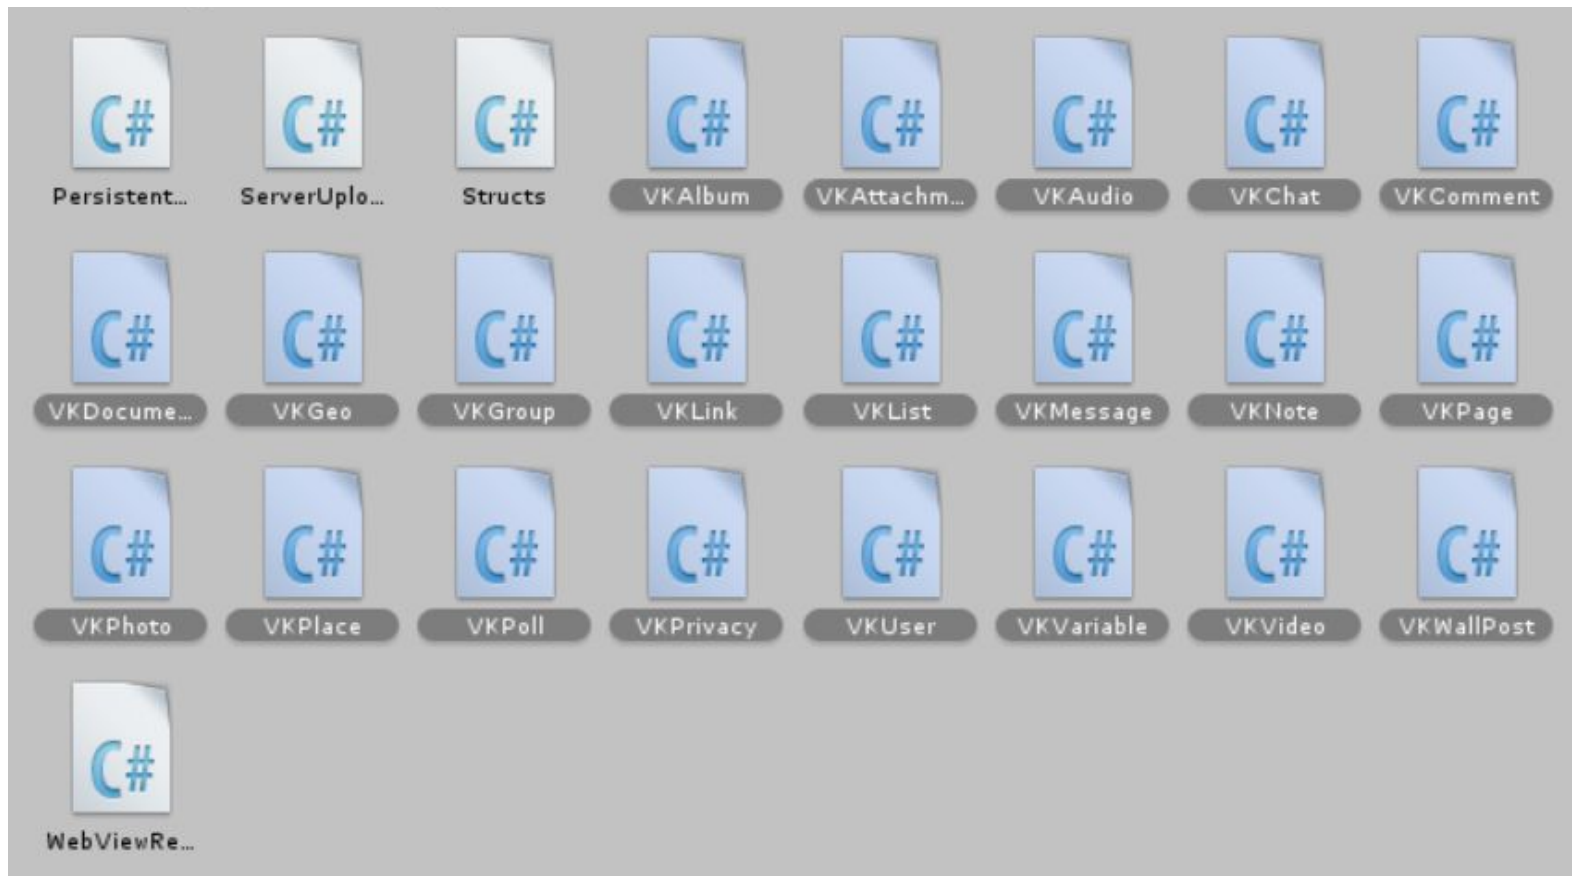 C# C# C# C# C# C# C# C#
Persistent... ServerUplo... Structs VKAlbum VKAttachm... VKAudio VKChat VKComment
C# C# C# C# C# C# C# C#
VKDocume... VKGeo VKGroup VKLink VKList VKMessage VKNote VKPage
C# C# C# C# C# C# C# C#
VKPhoto VKPlace VKPoll VKPrivacy VKUser VKVariable VKVideo VKWallPost
C#
WebViewRe...